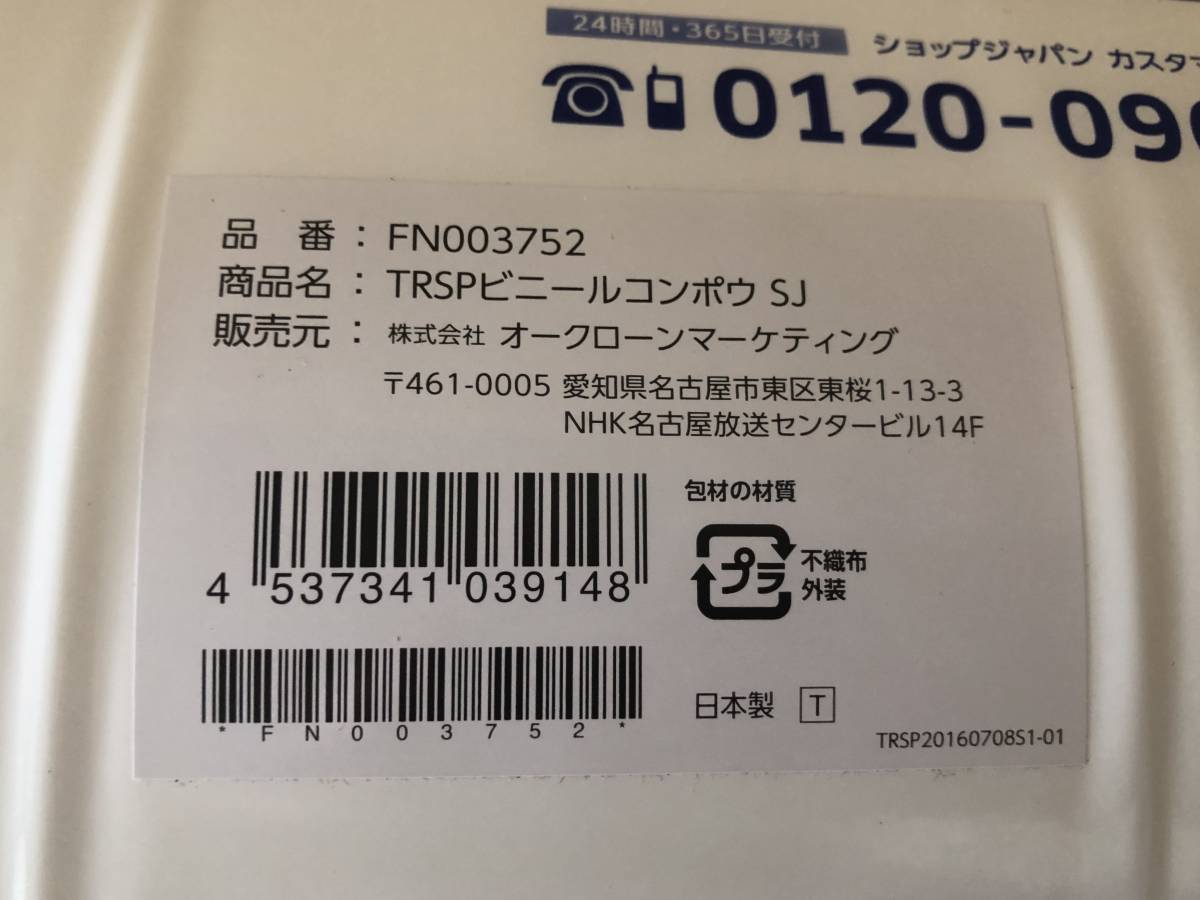 24時間・365日受付
ショップジャパン カスタマ
0120-09
品 番：FN003752
商品名：TRSPビニールコンポウ SJ
販売元：株式会社 オークローンマーケティング
〒461-0005 愛知県名古屋市東区東桜1-13-3
NHK名古屋放送センタービル14F
包材の材質
プラ
不織布
外装
4 537341 039148
*FN003752*
日本製 T
TRSP20160708S1-01